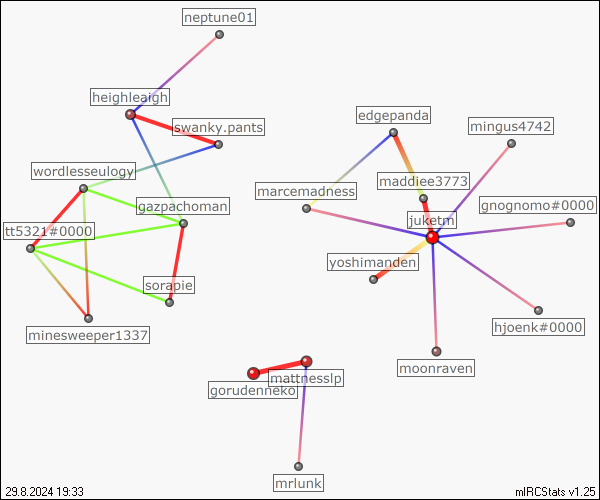 neptune01
heighleaigh
swanky.pants
edgepanda
mingus4742
wordlesseulogy
maddiee3773
marcemadness
gazpachoman
gnognomo#0000
juketm
tt5321#0000
yoshimanden
sorapie
minesweeper1337
hjoenk#0000
moonraven
mattnesslp
gorudenneko
mrlunk
29.8.2024 19:33
mIRCStats v1.25